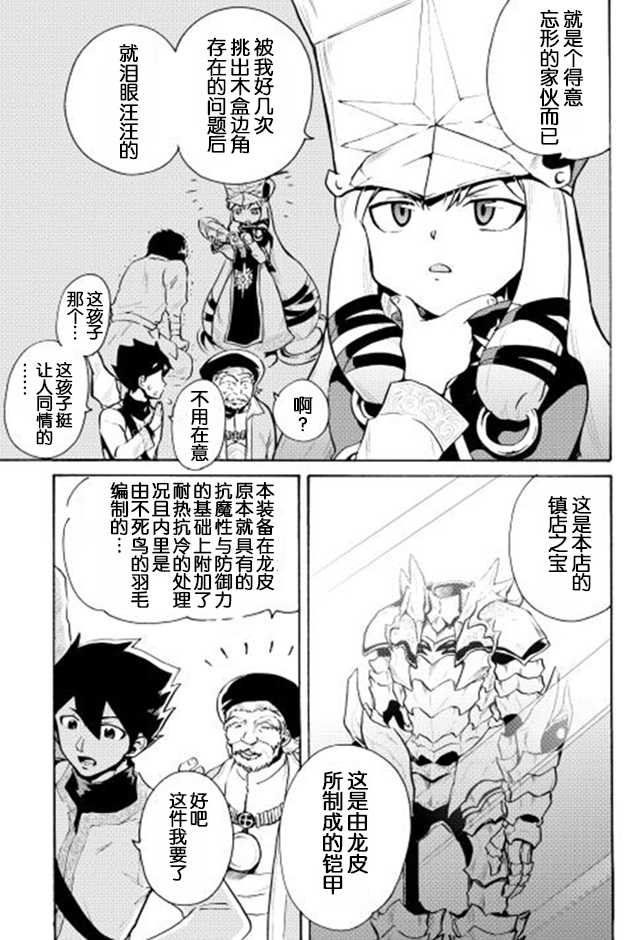 就是个得意
忘形的家伙而已
被我好几次
挑出木盒边角
存在的问题后
就泪眼汪汪的
这孩子
那个…
这孩子挺
让人同情的
……
不用在意
啊？
这是本店的
镇店之宝
这是由龙皮
所制成的铠甲
本装备在龙皮
原本就具有的
抗魔性与防御力
的基础上附加了
耐热抗冷的处理
况且内里是
由不死鸟的羽毛
编制的…
好吧
这件我要了